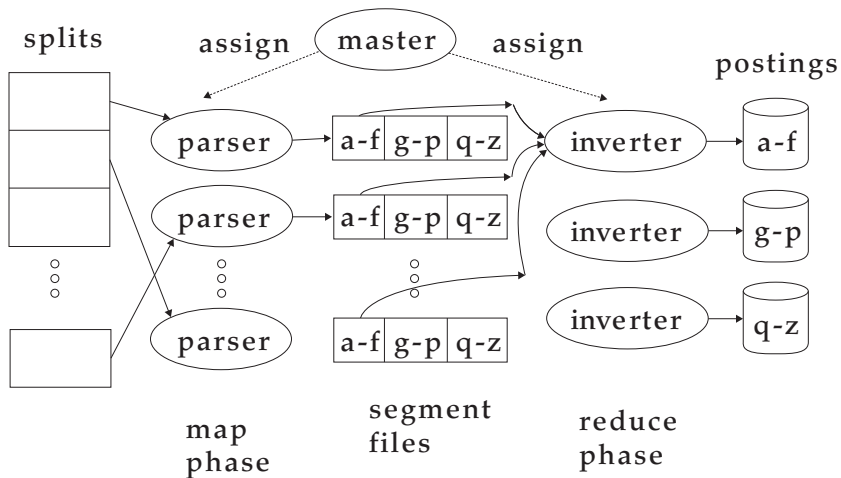 splits
assign
master
assign
postings
parser
a-f g-p q-z
inverter
a-f
parser
a-f g-p q-z
inverter
g-p
parser
a-f g-p q-z
inverter
q-z
map
phase
segment
files
reduce
phase